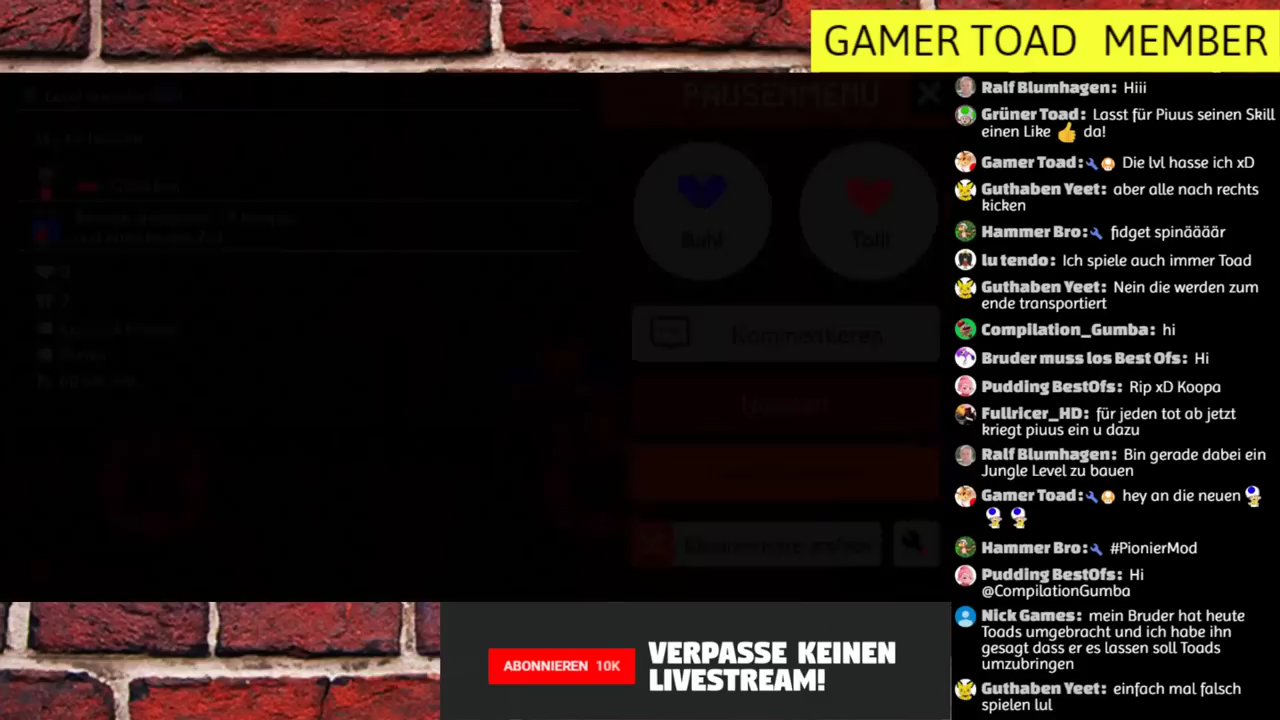 GAMER TOAD MEMBER
PAUSENMENÜ
Buh!
Toll!
Kommentieren
Ralf Blumhagen: Hiii
Grüner Toad: Lasst für Piuus seinen Skill
einen Like 👍 da!
Gamer Toad: Die lvl hasse ich xD
Guthaben Yeet: aber alle nach rechts
kicken
Hammer Bro: fidget spinäääär
lu tendo: Ich spiele auch immer Toad
Guthaben Yeet: Nein die werden zum
ende transportiert
Compilation_Gumba: hi
Bruder muss los Best Ofs: Hi
Pudding BestOfs: Rip xD Koopa
Fullricer_HD: für jeden tot ab jetzt
kriegt piuus ein u dazu
Ralf Blumhagen: Bin gerade dabei ein
Jungle Level zu bauen
Gamer Toad: hey an die neuen
Hammer Bro: #PionierMod
Pudding BestOfs: Hi
@CompilationGumba
Nick Games: mein Bruder hat heute
Toads umgebracht und ich habe ihn
gesagt dass er es lassen soll Toads
umzubringen
Guthaben Yeet: einfach mal falsch
spielen lul
ABONNIEREN 10K
VERPASSE KEINEN
LIVESTREAM!